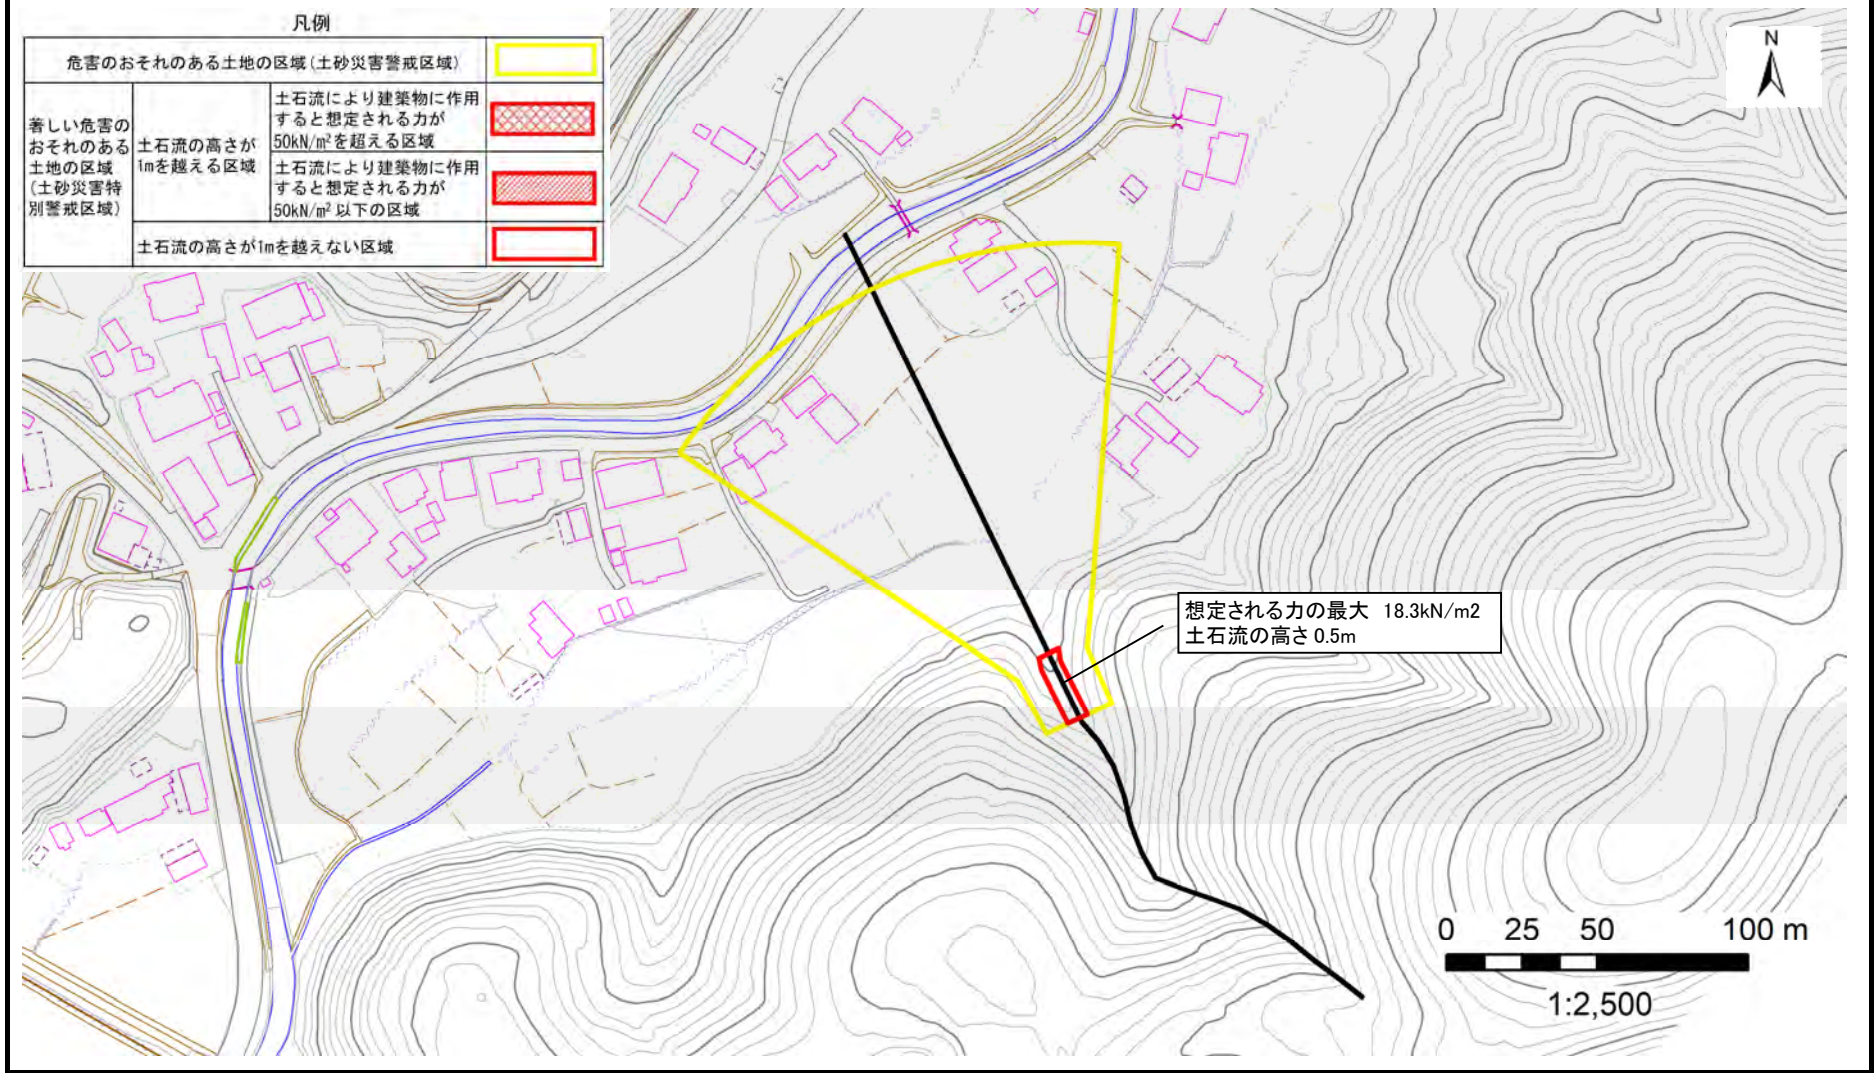 凡例
危害のおそれのある土地の区域(土砂災害警戒区域)
著しい危害の
おそれのある
土地の区域
(土砂災害特
別警戒区域)
土石流の高さが
1mを越える区域
土石流により建築物に作用
すると想定される力が
50kN/m²を超える区域
土石流により建築物に作用
すると想定される力が
50kN/m²以下の区域
土石流の高さが1mを越えない区域
N
想定される力の最大 18.3kN/m2
土石流の高さ0.5m
0 25 50 100 m
1:2,500